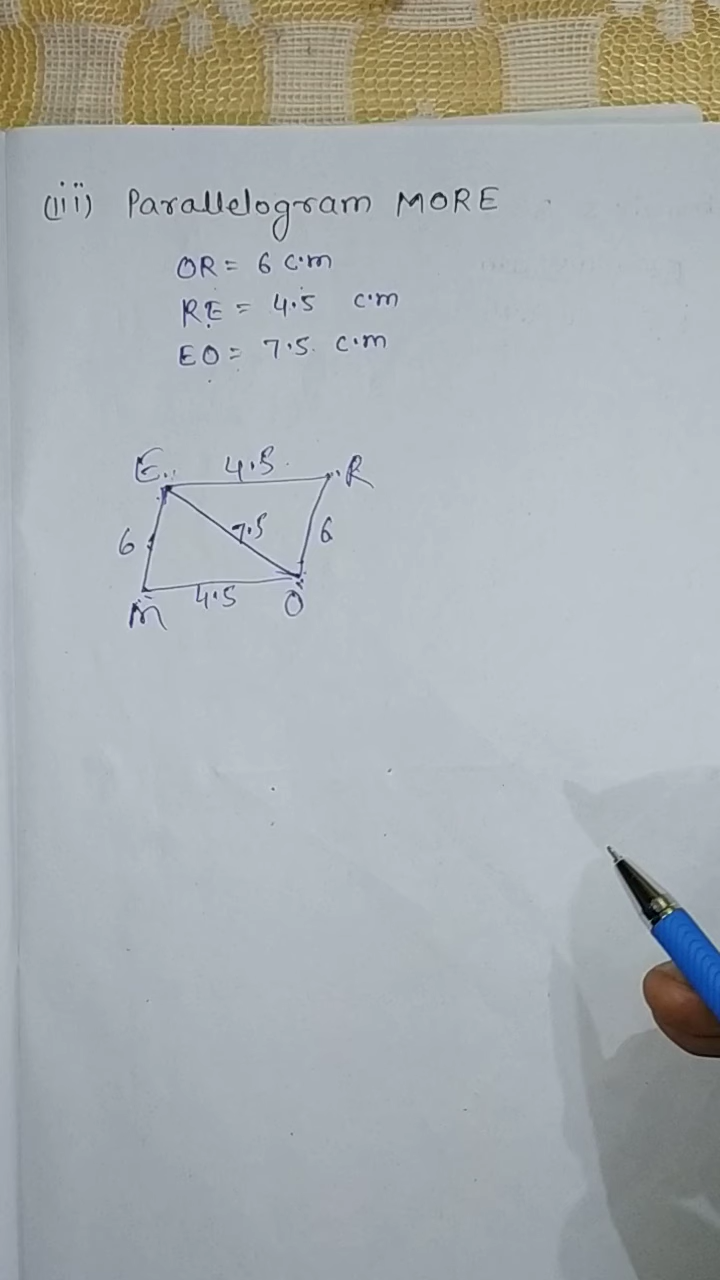 (iii) Parallelogram MORE
OR = 6 c.m
RE = 4.5 c.m
EO = 7.5. c.m
E 4.5 R
6 7.5 6
M 4.5 O